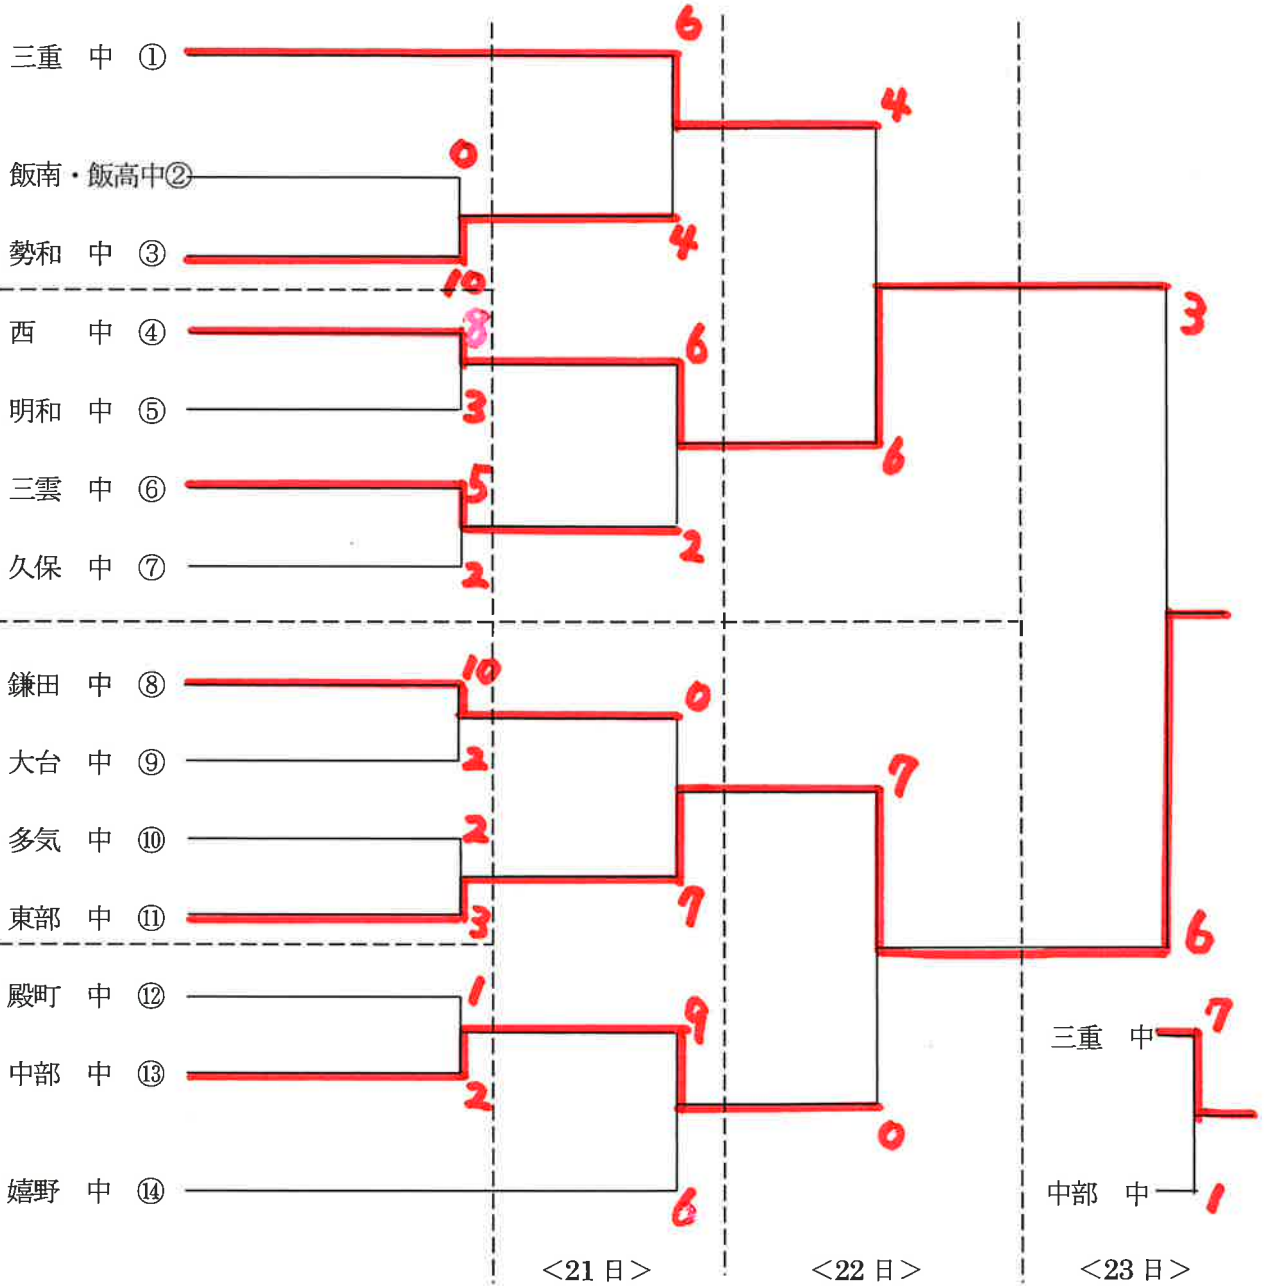 6
三重 中 ①
4
0
飯南・飯高中②
4
勢和 中 ③
10
3
西 中 ④
8
6
明和 中 ⑤
3
6
三雲 中 ⑥
5
2
久保 中 ⑦
2
鎌田 中 ⑧
10
0
大台 中 ⑨
2
7
多気 中 ⑩
2
7
東部 中 ⑪
3
6
殿町 中 ⑫
1
9
三重 中
7
中部 中 ⑬
2
0
嬉野 中 ⑭
6
中部 中
1
<21日>
<22日>
<23日>